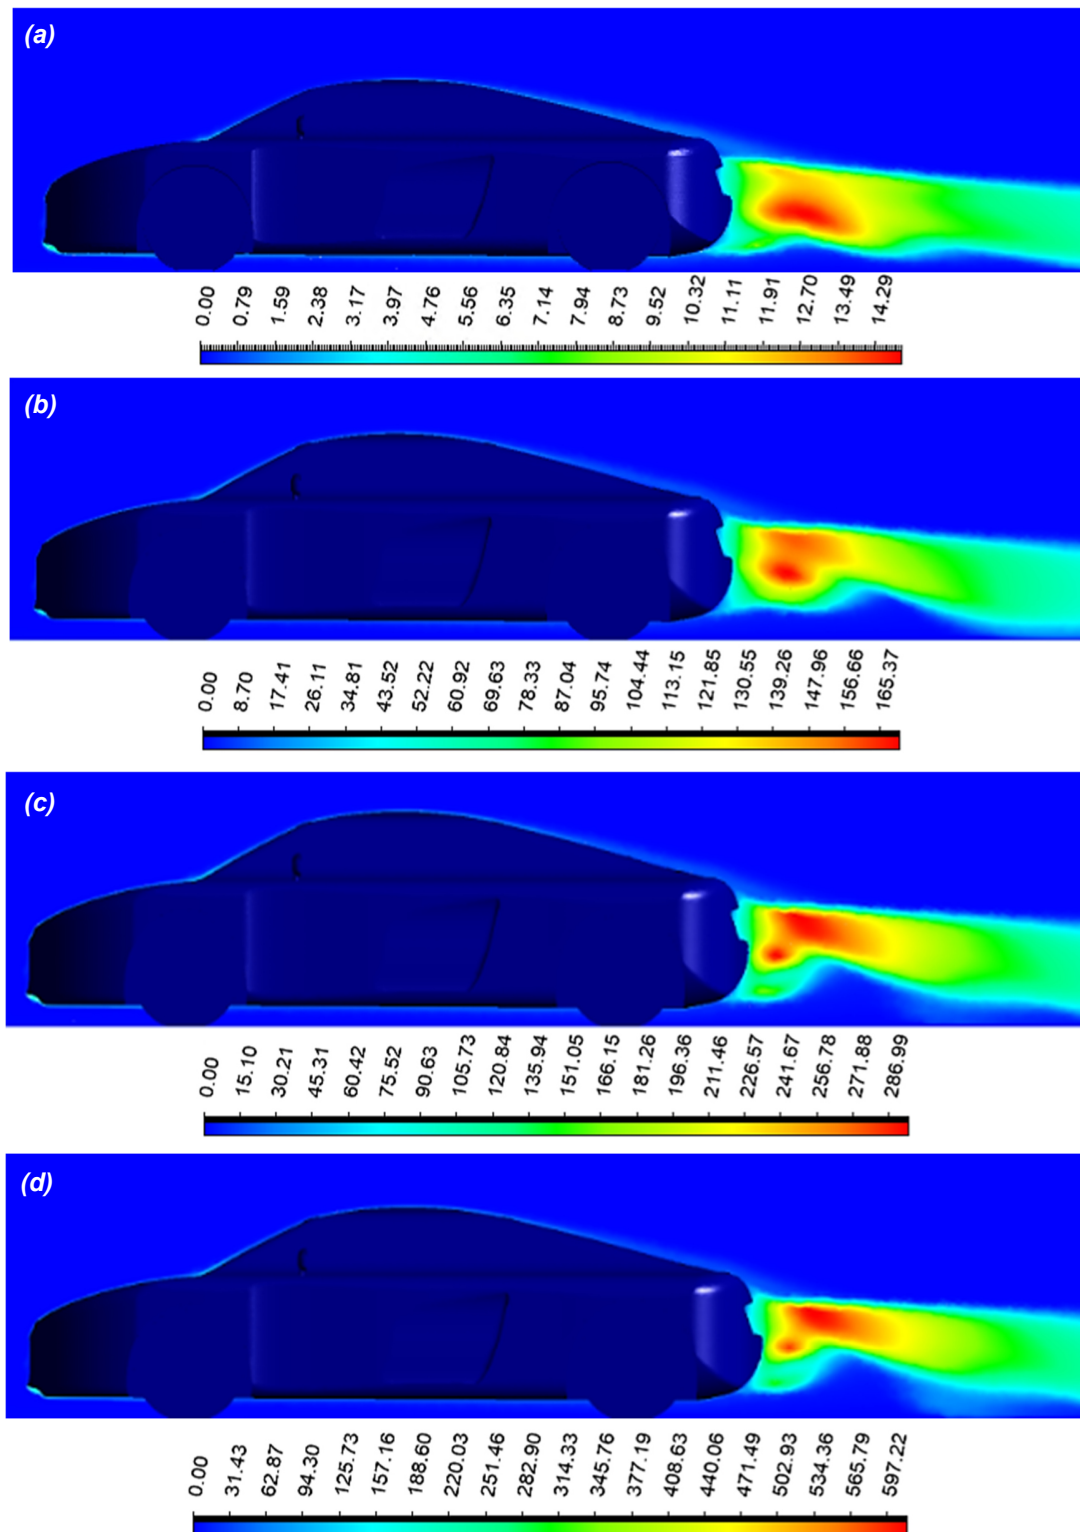 (a)
0.00 0.79 1.59 2.38 3.17 3.97 4.76 5.56 6.35 7.14 7.94 8.73 9.52 10.32 11.11 11.91 12.70 13.49 14.29
(b)
0.00 8.70 17.41 26.11 34.81 43.52 52.22 60.92 69.63 78.33 87.04 95.74 104.44 113.15 121.85 130.55 139.26 147.96 156.66 165.37
(c)
0.00 15.10 30.21 45.31 60.42 75.52 90.63 105.73 120.84 135.94 151.05 166.15 181.26 196.36 211.46 226.57 241.67 256.78 271.88 286.99
(d)
0.00 31.43 62.87 94.30 125.73 157.16 188.60 220.03 251.46 282.90 314.33 345.76 377.19 408.63 440.06 471.49 502.93 534.36 565.79 597.22